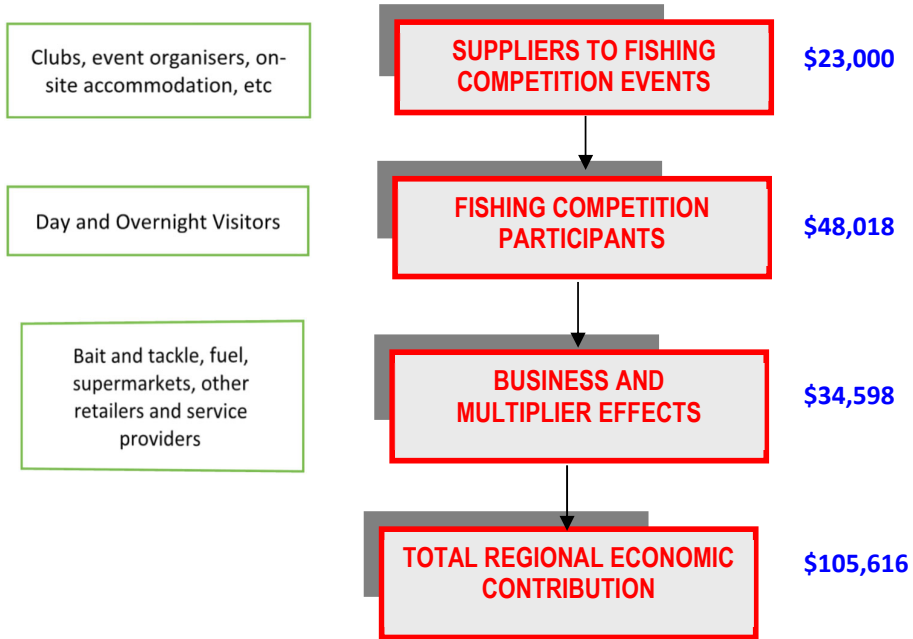 Clubs, event organisers, on-
site accommodation, etc
SUPPLIERS TO FISHING
COMPETITION EVENTS
$23,000
Day and Overnight Visitors
FISHING COMPETITION
PARTICIPANTS
$48,018
Bait and tackle, fuel,
supermarkets, other
retailers and service
providers
BUSINESS AND
MULTIPLIER EFFECTS
$34,598
TOTAL REGIONAL ECONOMIC
CONTRIBUTION
$105,616